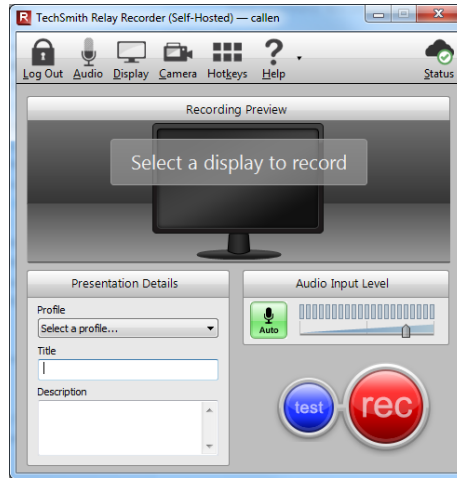 R TechSmith Relay Recorder (Self-Hosted) — callen
Log Out Audio Display Camera Hotkeys Help Status
Recording Preview
Select a display to record
Presentation Details
Audio Input Level
Profile
Select a profile...
Auto
Title
Description
test rec